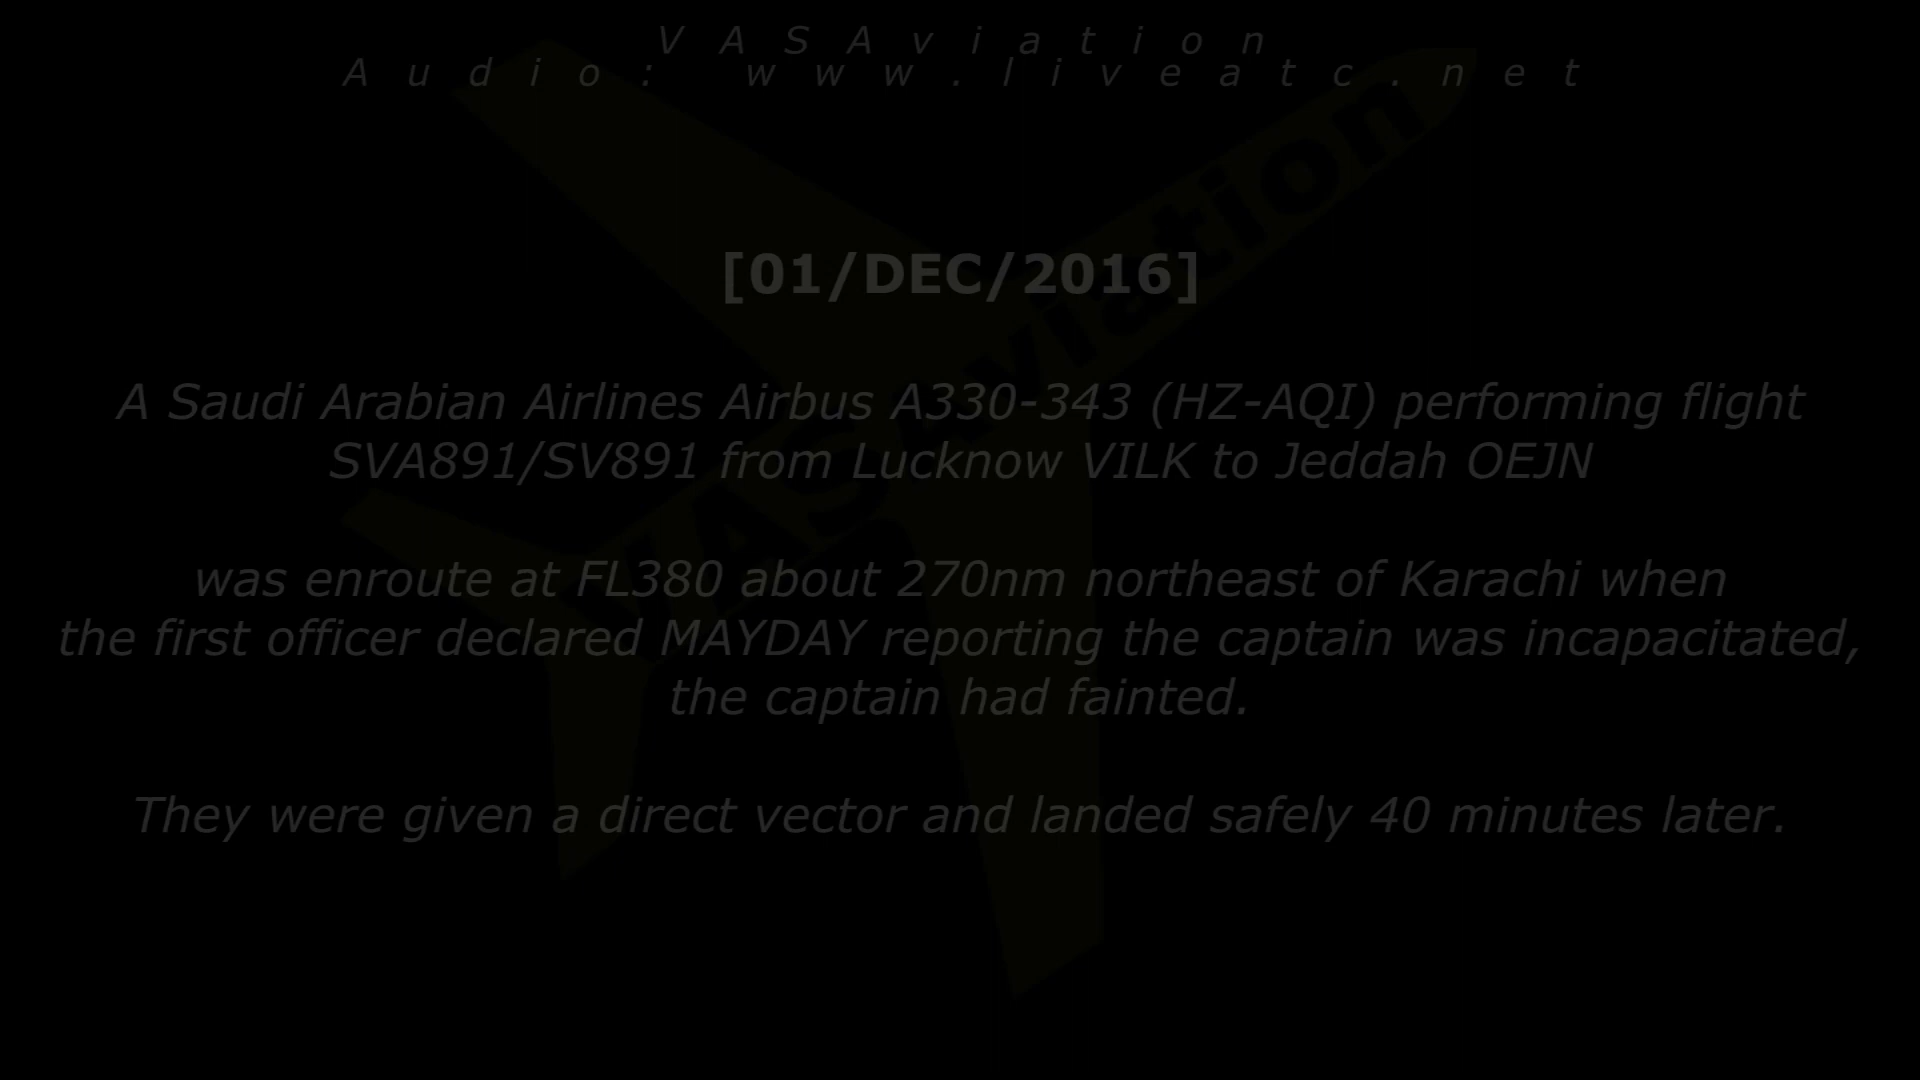 V A S A v i a t i o n
A u d i o : w w w . l i v e a t c . n e t
VASAviation
[01/DEC/2016]
A Saudi Arabian Airlines Airbus A330-343 (HZ-AQI) performing flight
SVA891/SV891 from Lucknow VILK to Jeddah OEJN
was enroute at FL380 about 270nm northeast of Karachi when
the first officer declared MAYDAY reporting the captain was incapacitated,
the captain had fainted.
They were given a direct vector and landed safely 40 minutes later.